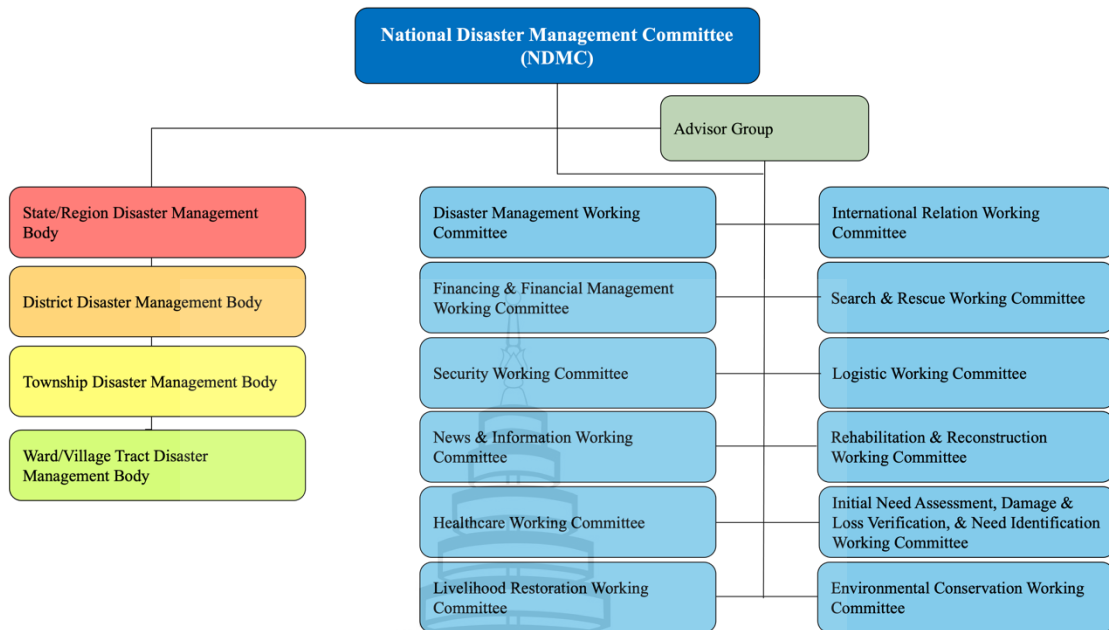 National Disaster Management Committee
(NDMC)
Advisor Group
State/Region Disaster Management
Body
District Disaster Management Body
Township Disaster Management Body
Ward/Village Tract Disaster
Management Body
Disaster Management Working
Committee
Financing & Financial Management
Working Committee
Security Working Committee
News & Information Working
Committee
Healthcare Working Committee
Livelihood Restoration Working
Committee
International Relation Working
Committee
Search & Rescue Working Committee
Logistic Working Committee
Rehabilitation & Reconstruction
Working Committee
Initial Need Assessment, Damage &
Loss Verification, & Need Identification
Working Committee
Environmental Conservation Working
Committee